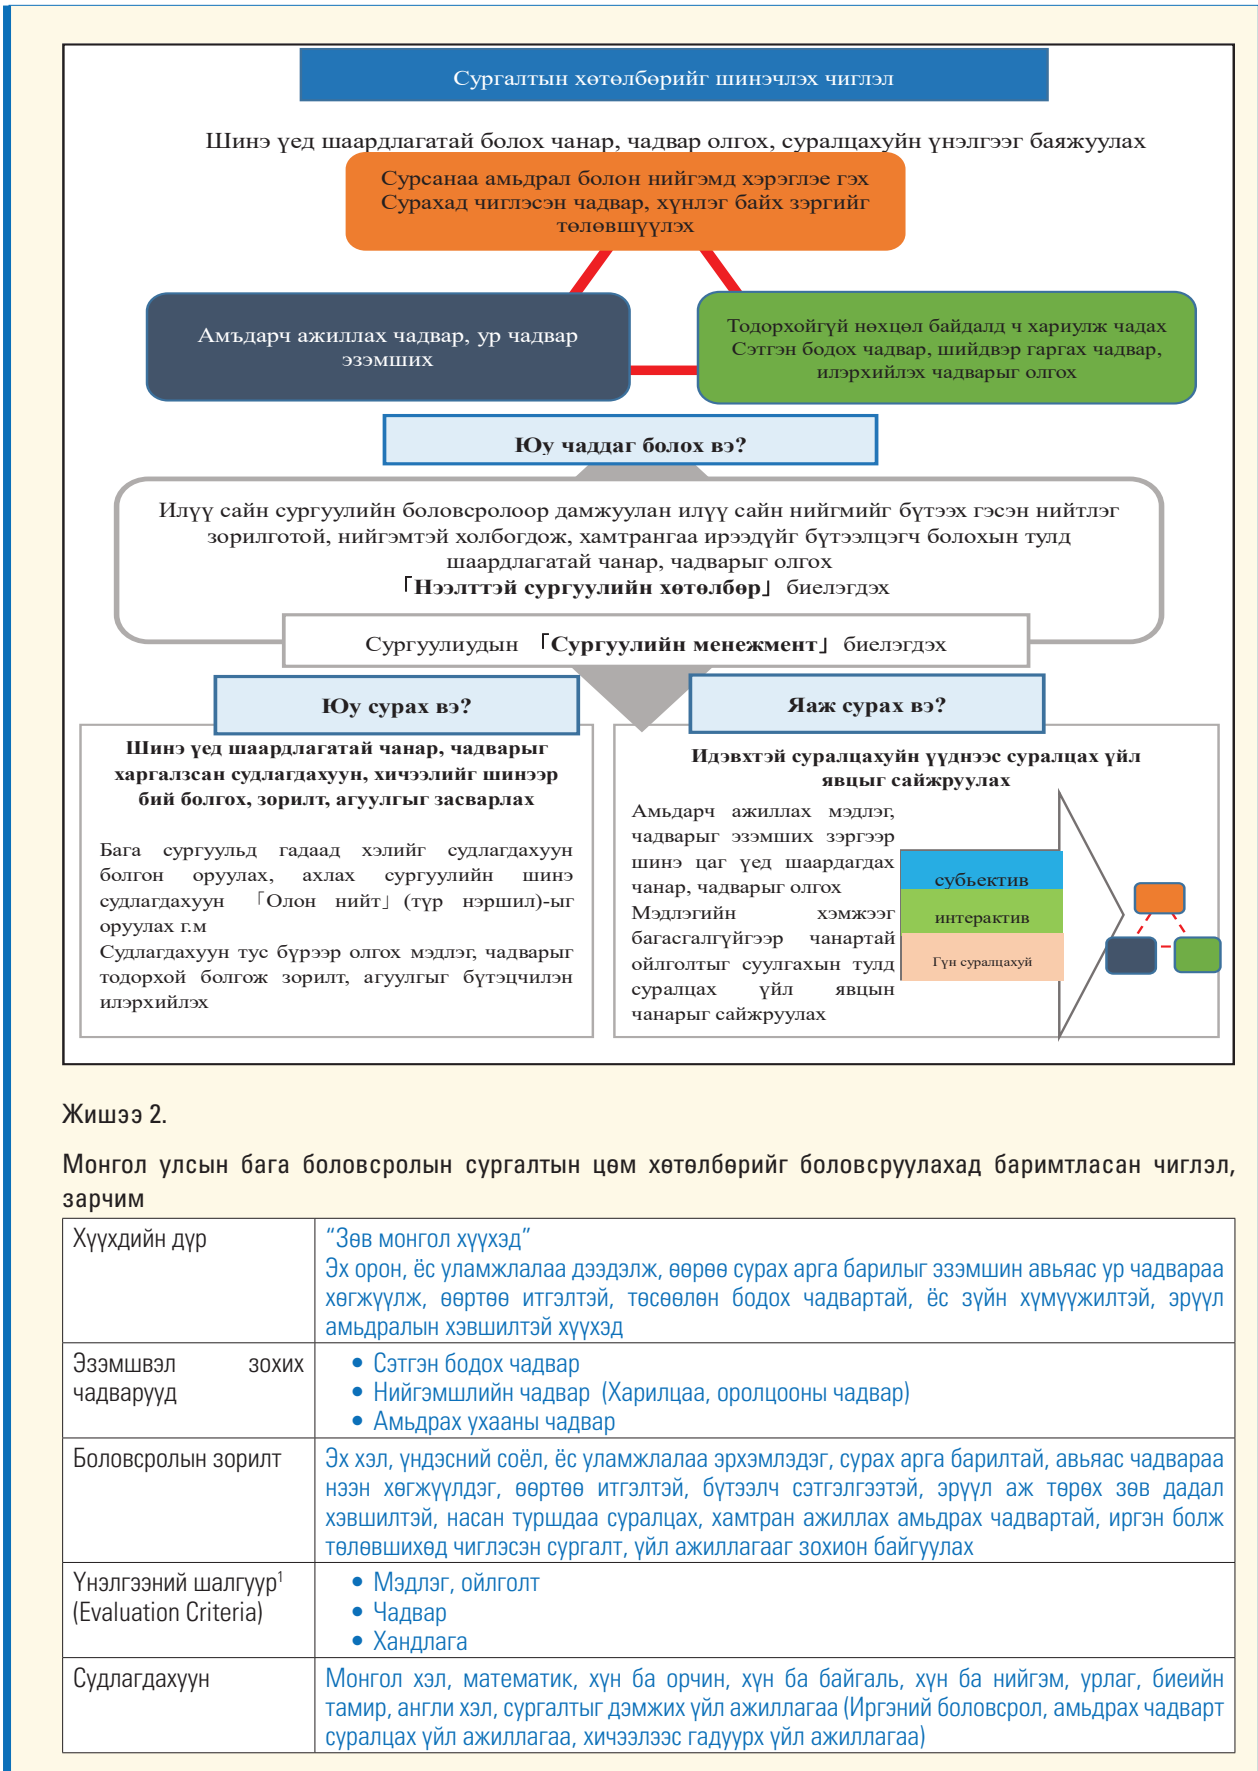 Сургалтын хөтөлбөрийг шинэчлэх чиглэл
Шинэ үед шаардлагатай болох чанар, чадвар олгох, суралцахуйн үнэлгээг баяжуулах
Сурсанаа амьдрал болон нийгэмд хэрэглэе гэх
Сурахад чиглэсэн чадвар, хүнлэг байх зэргийг
төлөвшүүлэх
Амъдарч ажиллах чадвар, ур чадвар
эзэмших
Тодорхойгүй нөхцөл байдалд ч хариулж чадах
Сэтгэн бодох чадвар, шийдвэр гаргах чадвар,
илэрхийлэх чадварыг олгох
Юу чаддаг болох вэ?
Илүү сайн сургуулийн боловсролоор дамжуулан илүү сайн нийгмийг бүтээх гэсэн нийтлэг
зорилготой, нийгэмтэй холбогдож, хамтрангаа ирээдүйг бүтээлцэгч болохын тулд
шаардлагатай чанар, чадварыг олгох
「Нээлттэй сургуулийн хөтөлбөр」 биелэгдэх
Сургуулиудын 「Сургуулийн менежмент」 биелэгдэх
Юу сурах вэ?
Шинэ үед шаардлагатай чанар, чадварыг
харгалзсан судлагдахуун, хичээлийг шинээр
бий болгох, зорилт, агуулгыг засварлах
Бага сургуульд гадаад хэлийг судлагдахуун
болгон оруулах, ахлах сургуулийн шинэ
судлагдахуун 「Олон нийт」(түр нэршил)-ыг
оруулах г.м
Судлагдахуун тус бүрээр олгох мэдлэг, чадварыг
тодорхой болгож зорилт, агуулгыг бүтэцчилэн
илэрхийлэх
Яаж сурах вэ?
Идэвхтэй суралцахуйн үүднээс суралцах үйл
явцыг сайжруулах
Амьдарч ажиллах мэдлэг,
чадварыг эзэмших зэргээр
шинэ цаг үед шаардагдах
чанар, чадварыг олгох
Мэдлэгийн хэмжээг
багасгалгүйгээр чанартай
ойлголтыг суулгахын тулд
суралцах үйл явцын
чанарыг сайжруулах
субьектив
интерактив
Гүн суралцахуй
Жишээ 2.
Монгол улсын бага боловсролын сургалтын цөм хөтөлбөрийг боловсруулахад баримтласан чиглэл,
зарчим
Хүүхдийн дүр
“Зөв монгол хүүхэд”
Эх орон, ёс уламжлалаа дээдэлж, өөрөө сурах арга барилыг эзэмшин авьяас ур чадвараа
хөгжүүлж, өөртөө итгэлтэй, төсөөлөн бодох чадвартай, ёс зүйн хүмүүжилтэй, эрүүл
амьдралын хэвшилтэй хүүхэд
Эзэмшвэл зохих
чадварууд
• Сэтгэн бодох чадвар
• Нийгэмшлийн чадвар (Харилцаа, оролцооны чадвар)
• Амьдрах ухааны чадвар
Боловсролын зорилт
Эх хэл, үндэсний соёл, ёс уламжлалаа эрхэмлэдэг, сурах арга барилтай, авьяас чадвараа
нээн хөгжүүлдэг, өөртөө итгэлтэй, бүтээлч сэтгэлгээтэй, эрүүл аж төрөх зөв дадал
хэвшилтэй, насан туршдаа суралцах, хамтран ажиллах амьдрах чадвартай, иргэн болж
төлөвшихөд чиглэсэн сургалт, үйл ажиллагааг зохион байгуулах
Үнэлгээний шалгуур¹
(Evaluation Criteria)
• Мэдлэг, ойлголт
• Чадвар
• Хандлага
Судлагдахуун
Монгол хэл, математик, хүн ба орчин, хүн ба байгаль, хүн ба нийгэм, урлаг, биеийн
тамир, англи хэл, сургалтыг дэмжих үйл ажиллагаа (Иргэний боловсрол, амьдрах чадварт
суралцах үйл ажиллагаа, хичээлээс гадуурх үйл ажиллагаа)